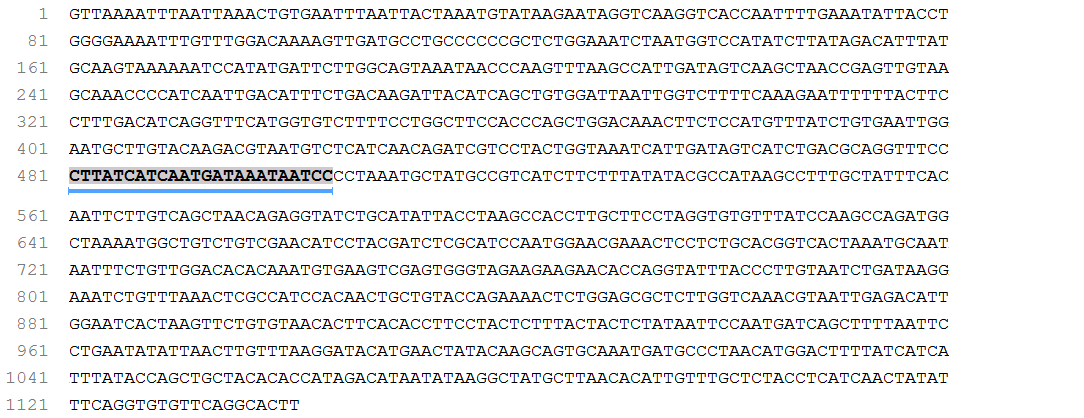 1 GTTAAAATTTAATTAAACTGTGAATTTAATTACTAAATGTATAAGAATAGGTCAAGGTCACCAATTTTGAAATATTACCT
81 GGGGAAAATTTGTTTGGACAAAAGTTGATGCCTGCCCCCCGCTCTGGAAATCTAATGGTCCATATCTTATAGACATTTAT
161 GCAAGTAAAAAATCCATATGATTCTTGGCAGTAAATAACCCAAGTTTAAGCCATTGATAGTCAAGCTAACCGAGTTGTAA
241 GCAAACCCCATCAATTGACATTTCTGACAAGATTACATCAGCTGTGGATTAATTGGTCTTTTCAAAGAATTTTTTACTTC
321 CTTTGACATCAGGTTTCATGGTGTCTTTTCCTGGCTTCCACCCAGCTGGACAAACTTCTCCATGTTTATCTGTGAATTGG
401 AATGCTTGTACAAGACGTAATGTCTCATCAACAGATCGTCCTACTGGTAAATCATTGATAGTCATCTGACGCAGGTTTCC
481 CTTATCATCAATGATAAATAATCCCCTAAATGCTATGCCGTCATCTTCTTTATATACGCCATAAGCCTTTGCTATTTCAC
561 AATTCTTGTCAGCTAACAGAGGTATCTGCATATTACCTAAGCCACCTTGCTTCCTAGGTGTGTTTATCCAAGCCAGATGG
641 CTAAAATGGCTGTCTGTCGAACATCCTACGATCTCGCATCCAATGGAACGAAACTCCTCTGCACGGTCACTAAATGCAAT
721 AATTTCTGTTGGACACACAAATGTGAAGTCGAGTGGGTAGAAGAAGAACACCAGGTATTTACCCTTGTAATCTGATAAGG
801 AAATCTGTTTAAACTCGCCATCCACAACTGCTGTACCAGAAAACTCTGGAGCGCTCTTGGTCAAACGTAATTGAGACATT
881 GGAATCACTAAGTTCTGTGTAACACTTCACACCTTCCTACTCTTTACTACTCTATAATTCCAATGATCAGCTTTTAATTC
961 CTGAATATATTAACTTGTTTAAGGATACATGAACTATACAAGCAGTGCAAATGATGCCCTAACATGGACTTTTATCATCA
1041 TTTATACCAGCTGCTACACACCATAGACATAATATAAGGCTATGCTTAACACATTGTTTGCTCTACCTCATCAACTATAT
1121 TTCAGGTGTGTTCAGGCACTT